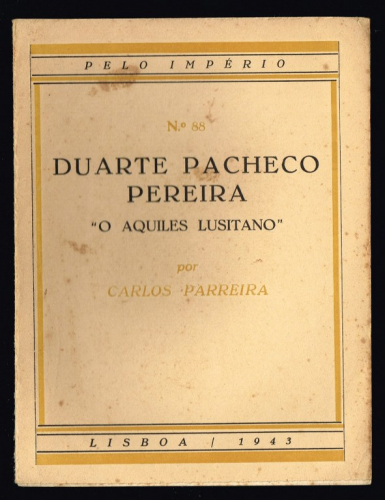 PELO IMPÉRIO
N.º 88
DUARTE PACHECO
PEREIRA
"O AQUILES LUSITANO"
por
CARLOS PARREIRA
LISBOA / 1943